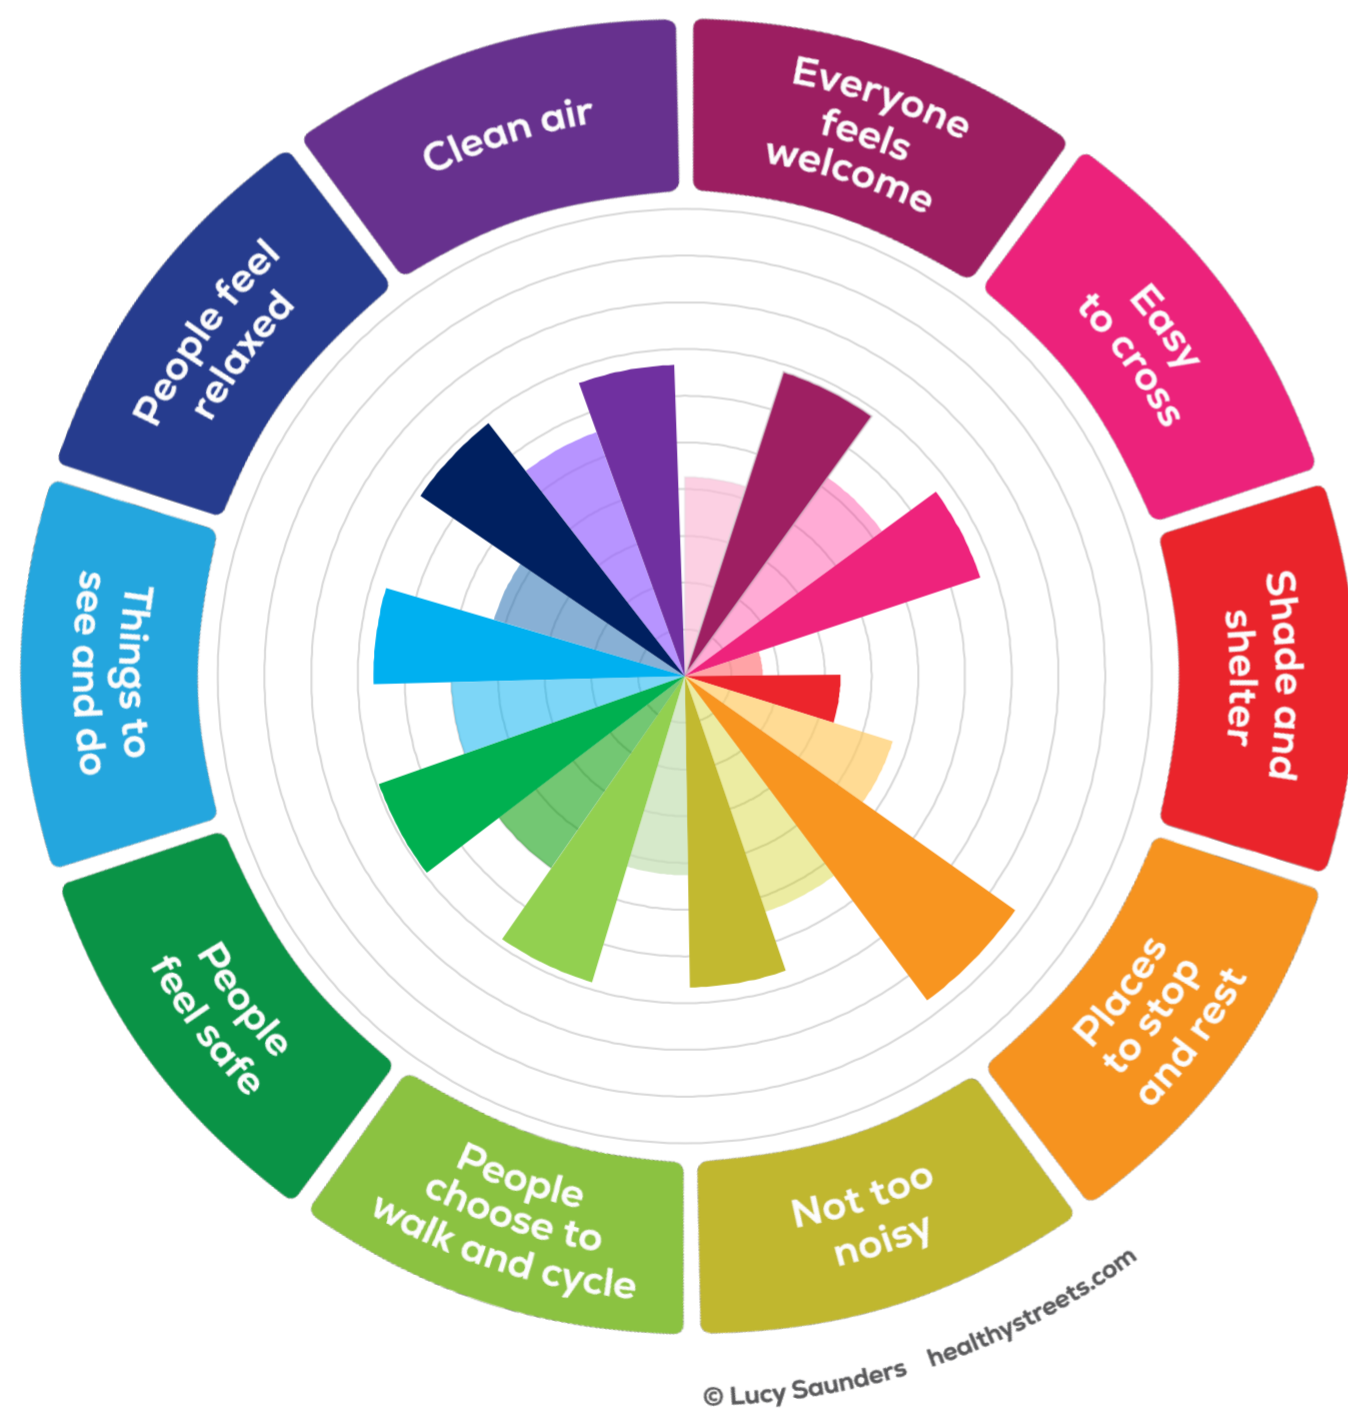 Everyone
feels
welcome
Easy
to cross
Shade and
shelter
Places
to stop
and rest
Not too
noisy
People
choose to
walk and cycle
People
feel safe
Things to
see and do
People feel
relaxed
Clean air
© Lucy Saunders healthystreets.com